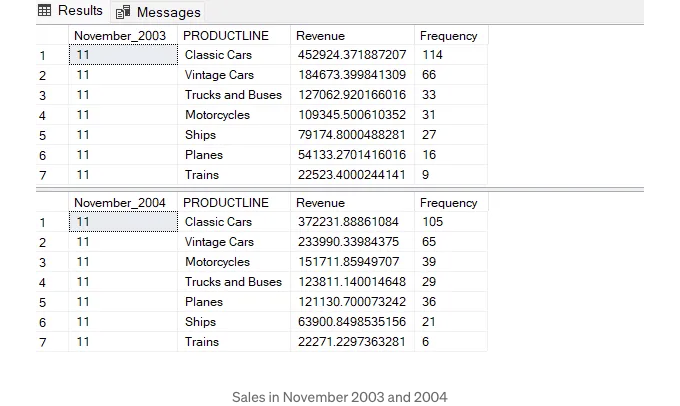 Results Messages
November_2003 PRODUCTLINE Revenue Frequency
1 11 Classic Cars 452924.371887207 114
2 11 Vintage Cars 184673.399841309 66
3 11 Trucks and Buses 127062.920166016 33
4 11 Motorcycles 109345.500610352 31
5 11 Ships 79174.8000488281 27
6 11 Planes 54133.2701416016 16
7 11 Trains 22523.4000244141 9
November_2004 PRODUCTLINE Revenue Frequency
1 11 Classic Cars 372231.88861084 105
2 11 Vintage Cars 233990.33984375 65
3 11 Motorcycles 151711.85949707 39
4 11 Trucks and Buses 123811.140014648 29
5 11 Planes 121130.700073242 36
6 11 Ships 63900.8498535156 21
7 11 Trains 22271.2297363281 6
Sales in November 2003 and 2004